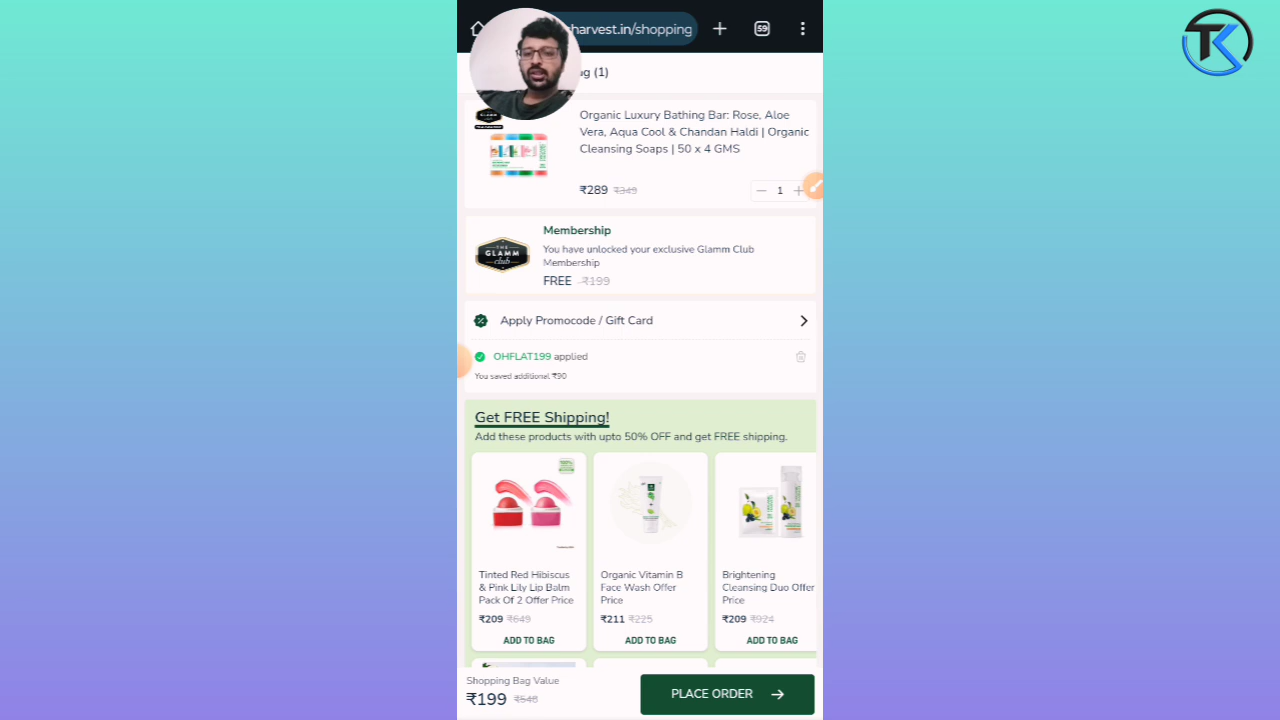 harvest.in/shopping
59
ag (1)
Organic Luxury Bathing Bar: Rose, Aloe
Vera, Aqua Cool & Chandan Haldi | Organic
Cleansing Soaps | 50 x 4 GMS
₹289 ₹349
1
Membership
THE
GLAMM
club
You have unlocked your exclusive Glamm Club
Membership
FREE ₹199
Apply Promocode / Gift Card
OHFLAT199 applied
You saved additional ₹90
Get FREE Shipping!
Add these products with upto 50% OFF and get FREE shipping.
Tinted Red Hibiscus
& Pink Lily Lip Balm
Pack Of 2 Offer Price
₹209 ₹649
ADD TO BAG
Organic Vitamin B
Face Wash Offer
Price
₹211 ₹225
ADD TO BAG
Brightening
Cleansing Duo Offer
Price
₹209 ₹924
ADD TO BAG
Shopping Bag Value
₹199 ₹548
PLACE ORDER
TK